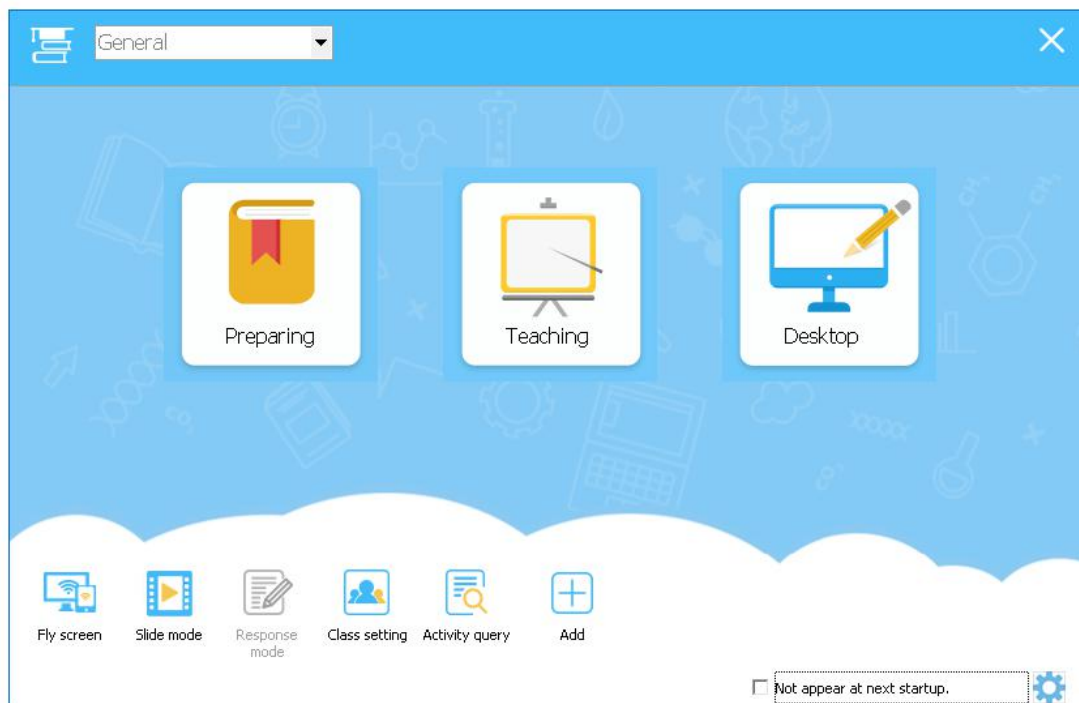 General
Preparing
Teaching
Desktop
Fly screen
Slide mode
Response
mode
Class setting
Activity query
Add
Not appear at next startup.